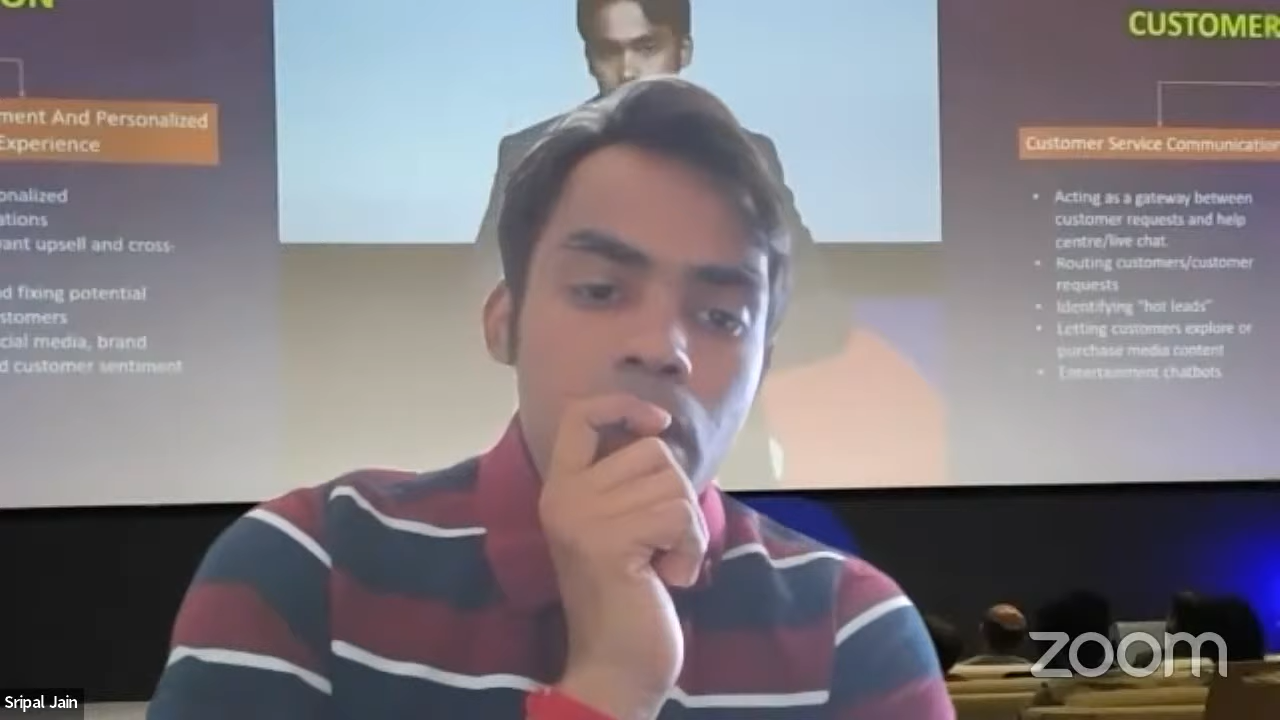 ON
ment And Personalized
Experience
onalized
ations
vant upsell and cross-
d fixing potential
stomers
cial media, brand
d customer sentiment
CUSTOMER
Customer Service Communication
• Acting as a gateway between
customer requests and help
centre/live chat
• Routing customers/customer
requests
• Identifying "hot leads"
• Letting customers explore or
purchase media content
• Entertainment chatbots
Sripal Jain
zoom